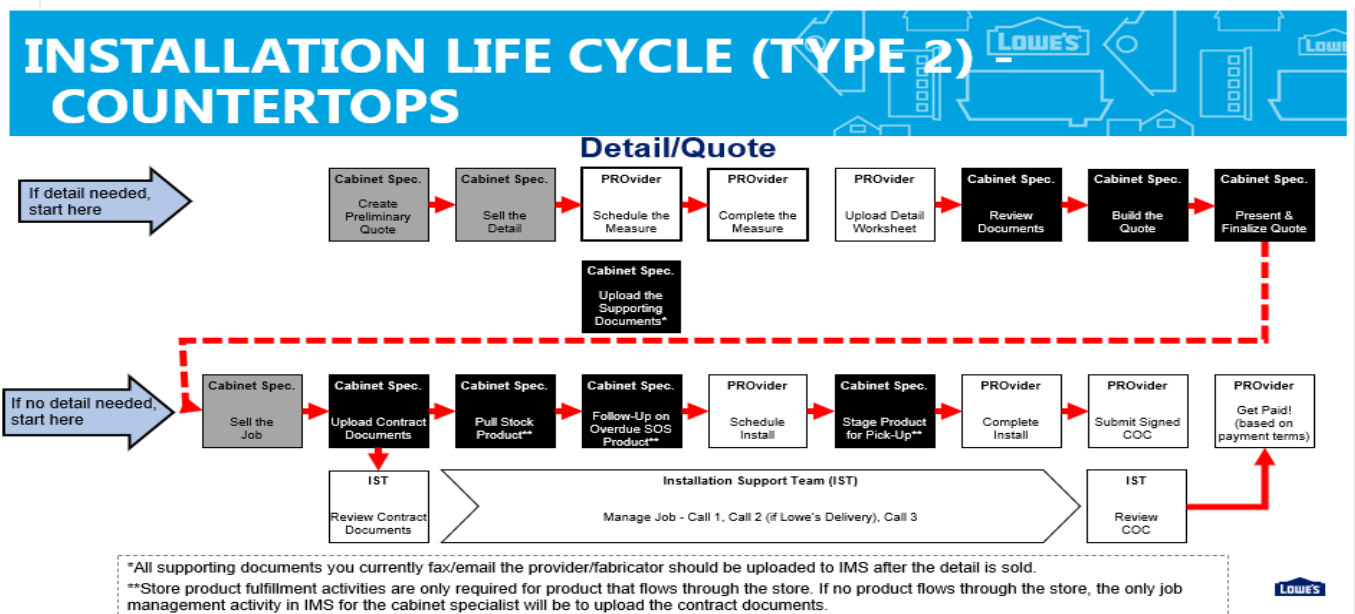 INSTALLATION LIFE CYCLE (TYPE 2) -
COUNTERTOPS
LOWE'S
Detail/Quote
If detail needed,
start here
Cabinet Spec.
Create
Preliminary
Quote
Cabinet Spec.
Sell the
Detail
PROvider
Schedule the
Measure
PROvider
Complete the
Measure
PROvider
Upload Detail
Worksheet
Cabinet Spec.
Review
Documents
Cabinet Spec.
Build the
Quote
Cabinet Spec.
Present &
Finalize Quote
Cabinet Spec.
Upload the
Supporting
Documents*
If no detail needed,
start here
Cabinet Spec.
Sell the
Job
Cabinet Spec.
Upload Contract
Documents
Cabinet Spec.
Pull Stock
Product**
Cabinet Spec.
Follow-Up on
Overdue SOS
Product**
PROvider
Schedule
Install
Cabinet Spec.
Stage Product
for Pick-Up**
PROvider
Complete
Install
PROvider
Submit Signed
COC
PROvider
Get Paid!
(based on
payment terms)
IST
Review Contract
Documents
Installation Support Team (IST)
Manage Job - Call 1, Call 2 (if Lowe's Delivery), Call 3
IST
Review
COC
*All supporting documents you currently fax/email the provider/fabricator should be uploaded to IMS after the detail is sold.
**Store product fulfillment activities are only required for product that flows through the store. If no product flows through the store, the only job
management activity in IMS for the cabinet specialist will be to upload the contract documents.
LOWE'S